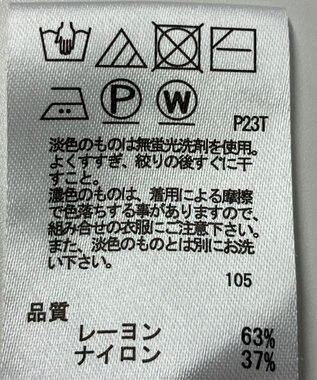 P W
P23T
淡色のものは無蛍光洗剤を使用。
よくすすぎ、絞りの後すぐに干
すこと。
濃色のものは、着用による摩擦
で色落ちする事がありますので、
組み合せの衣服にご注意下さい。
また、淡色のものとは別にお洗
い下さい。
105
品質
レーヨン 63%
ナイロン 37%